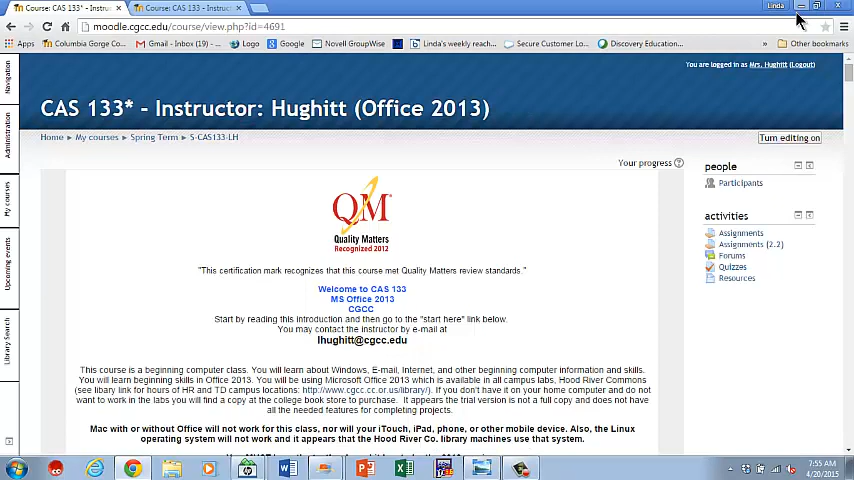 Course: CAS 133* - Instruc
Course: CAS 133 - Instruct
Linda
moodle.cgcc.edu/course/view.php?id=4691
Apps
Columbia Gorge Com
Gmail - Inbox (19) -
Logo
Google
Novell GroupWise
Linda's weekly reach...
Secure Contact: Lo...
Discovery Education...
»
Other bookmarks
You are logged in as Mrs. Hughitt (Logout)
CAS 133* - Instructor: Hughitt (Office 2013)
Home ► My courses ► Spring Term ► S-CAS133-LH
Turn editing on
Navigation
Administration
My courses
Upcoming events
Library Search
Your progress
people
Participants
activities
Assignments
Assignments (2.2)
Forums
Quizzes
Resources
QM
Quality Matters
Recognized 2012
"This certification mark recognizes that this course met Quality Matters review standards."
Welcome to CAS 133
MS Office 2013
CGCC
Start by reading this introduction and then go to the "start here" link below.
You may contact the instructor by e-mail at
lhughitt@cgcc.edu
This course is a beginning computer class. You will learn about Windows, E-mail, Internet, and other beginning computer information and skills.
You will learn beginning skills in Office 2013. You will be using Microsoft Office 2013 which is available in all campus labs, Hood River Commons
(see libary link for hours of HR and TD campus locations: http://www.cgcc.cc.or.us/library/). If you don't have it on your home computer and do not
want to work in the labs you will find a copy at the college book store to purchase. It appears the trial version is not a full copy and does not have
all the needed features for completing projects.
Mac with or without Office will not work for this class, nor will your iTouch, iPad, phone, or other mobile device. Also, the Linux
operating system will not work and it appears that the Hood River Co. library machines use that system.
7:55 AM
4/20/2015